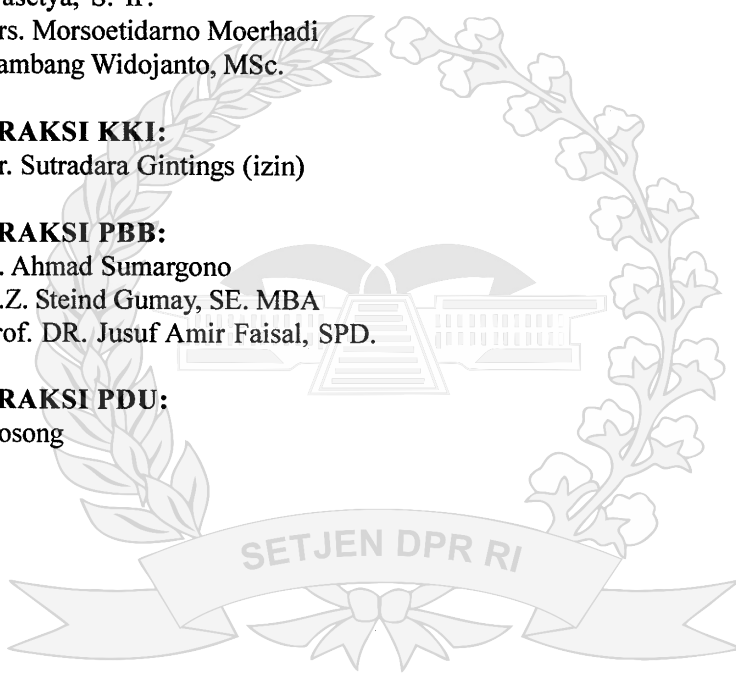 rs. Morsoetidarno Moerhadi
ambang Widojanto, MSc.
RAKSI KKI:
r. Sutradara Gintings (izin)
RAKSI PBB:
. Ahmad Sumargono
.Z. Steind Gumay, SE. MBA
rof. DR. Jusuf Amir Faisal, SPD.
RAKSI PDU:
osong
SETJEN DPR RI